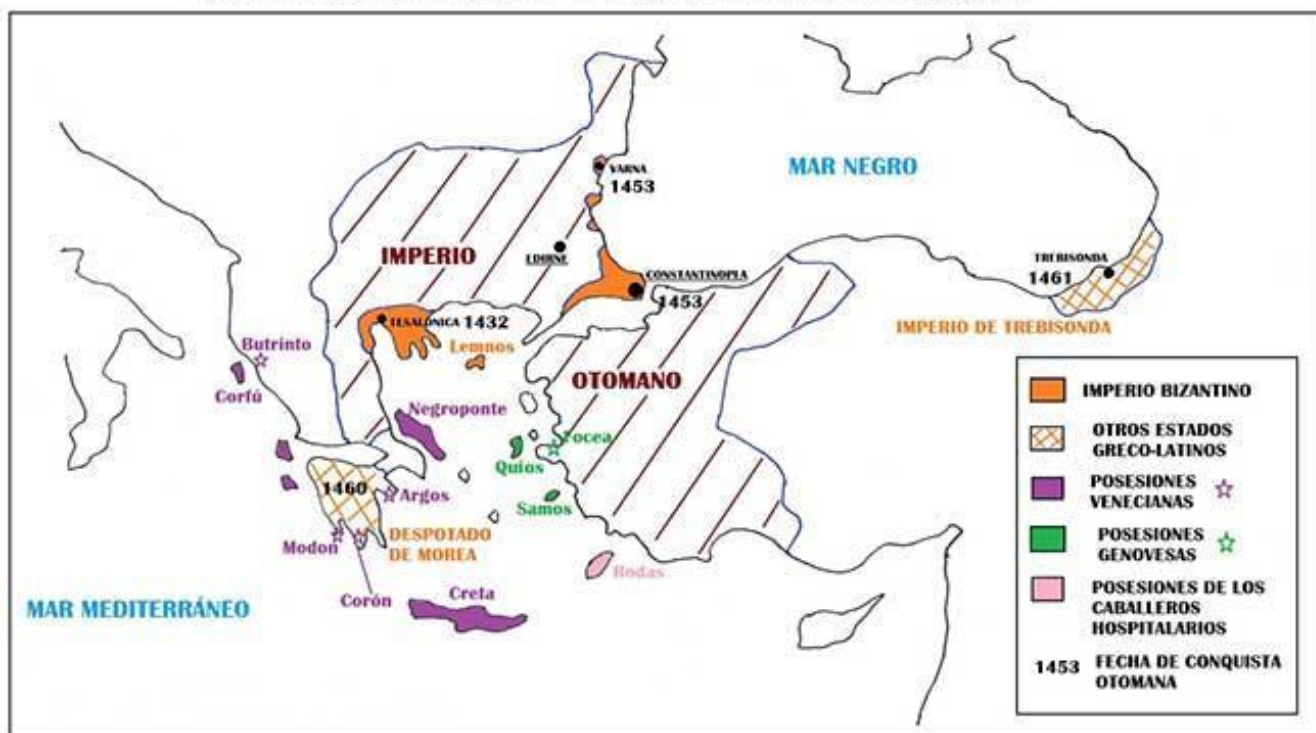 MAR NEGRO
VARNA
1453
IMPERIO
EDIRNE
CONSTANTINOPLA
1453
TREBISONDA
1461
IMPERIO DE TREBISONDA
TESALÓNICA 1432
Lemnos
OTOMANO
Butrinto
Corfú
Negroponte
Focea
Quios
Samos
1460
Argos
Modon
DESPOTADO
DE MOREA
Corón
Creta
Rodas
MAR MEDITERRÁNEO
IMPERIO BIZANTINO
OTROS ESTADOS
GRECO-LATINOS
POSESIONES
VENECIANAS
POSESIONES
GENOVESAS
POSESIONES DE LOS
CABALLEROS
HOSPITALARIOS
1453 FECHA DE CONQUISTA
OTOMANA